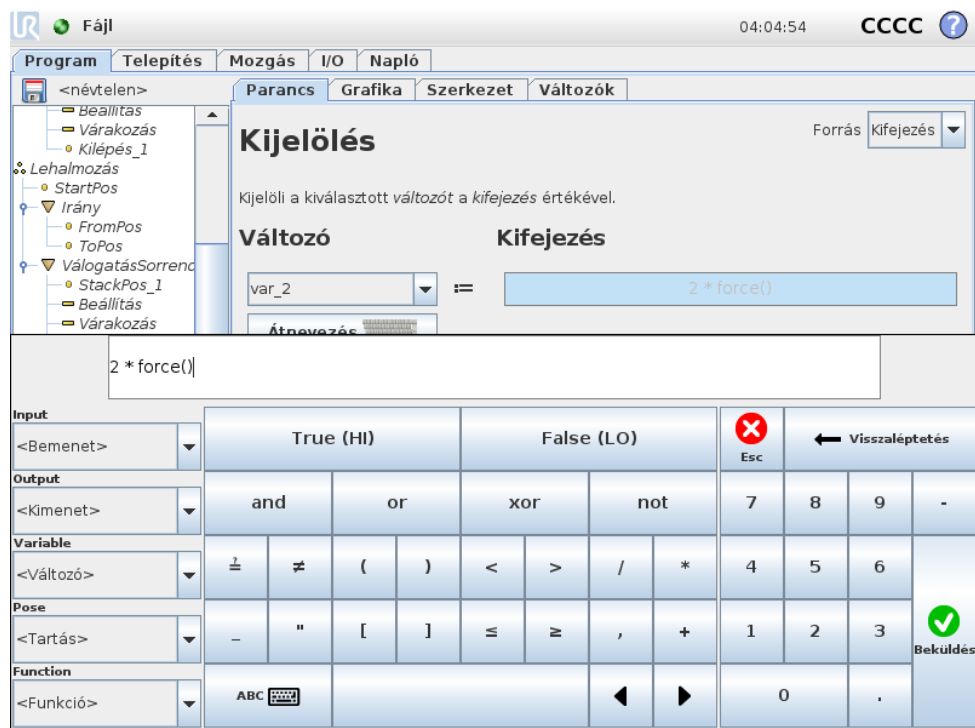 UR Fájl 04:04:54 CCCC ?
Program Telepítés Mozgás I/O Napló
<névtelen>
Beállítás
Várakozás
Kilépés_1
Lehalmozás
StartPos
Irány
FromPos
ToPos
VálogatásSorrend
StackPos_1
Beállítás
Várakozás
Parancs Grafika Szerkezet Változók
Kijelölés
Forrás Kifejezés
Kijelöli a kiválasztott változót a kifejezés értékével.
Változó Kifejezés
var_2 := 2 * force()
Átnevezés
2 * force()
Input
<Bemenet>
Output
<Kimenet>
Variable
<Változó>
Pose
<Tartás>
Function
<Funkció>
True (HI) False (LO) Esc Visszaléptetés
and or xor not 7 8 9 -
≟ ≠ ( ) < > / * 4 5 6
_ " [ ] ≤ ≥ , + 1 2 3 Beküldés
ABC 0 .